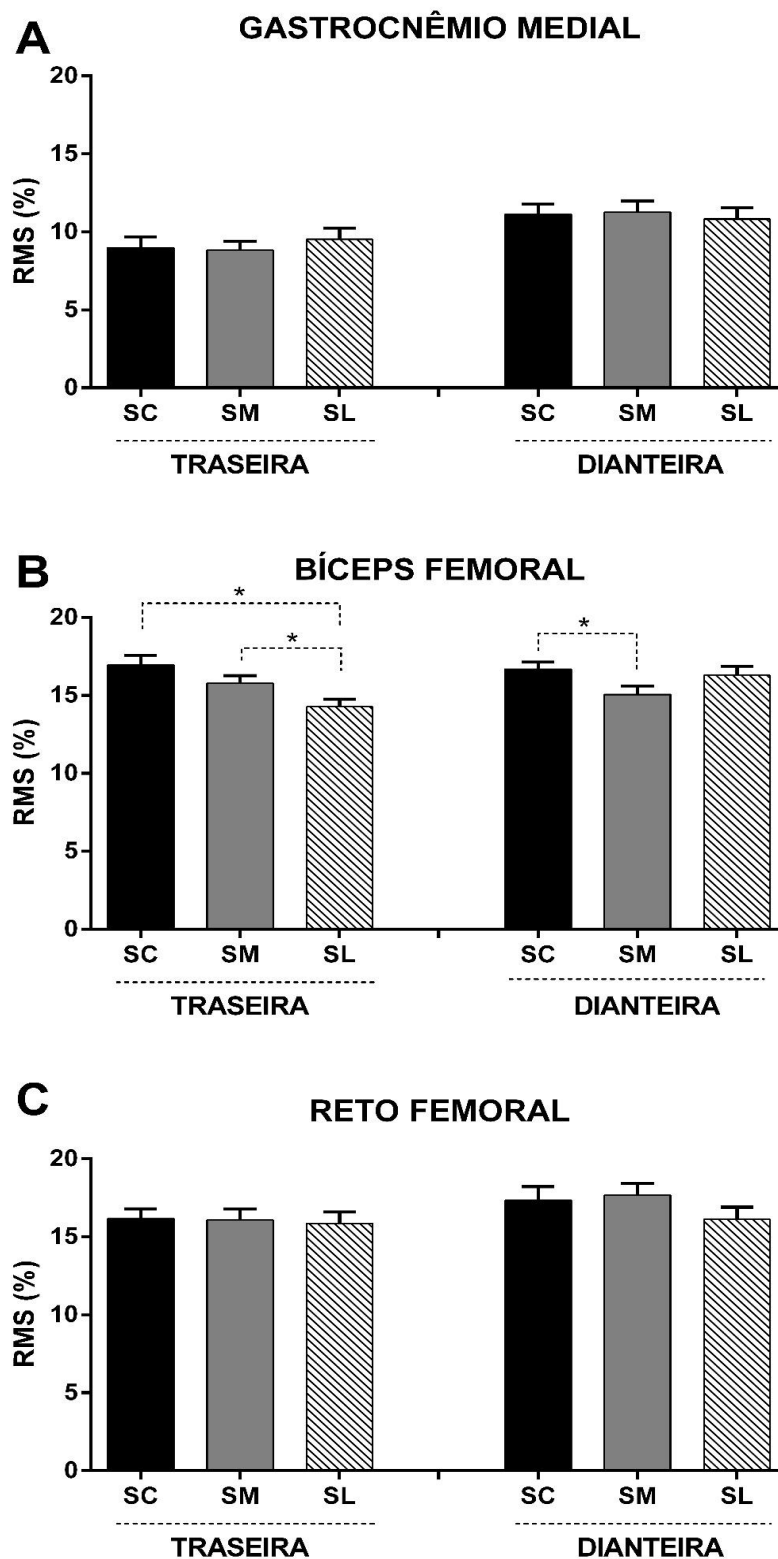 A
GASTROCNÊMIO MEDIAL
RMS (%)
20
15
10
5
0
SC SM SL SC SM SL
TRASEIRA DIANTEIRA
B
BÍCEPS FEMORAL
RMS (%)
20
15
10
5
0
* * *
SC SM SL SC SM SL
TRASEIRA DIANTEIRA
C
RETO FEMORAL
RMS (%)
20
15
10
5
0
SC SM SL SC SM SL
TRASEIRA DIANTEIRA